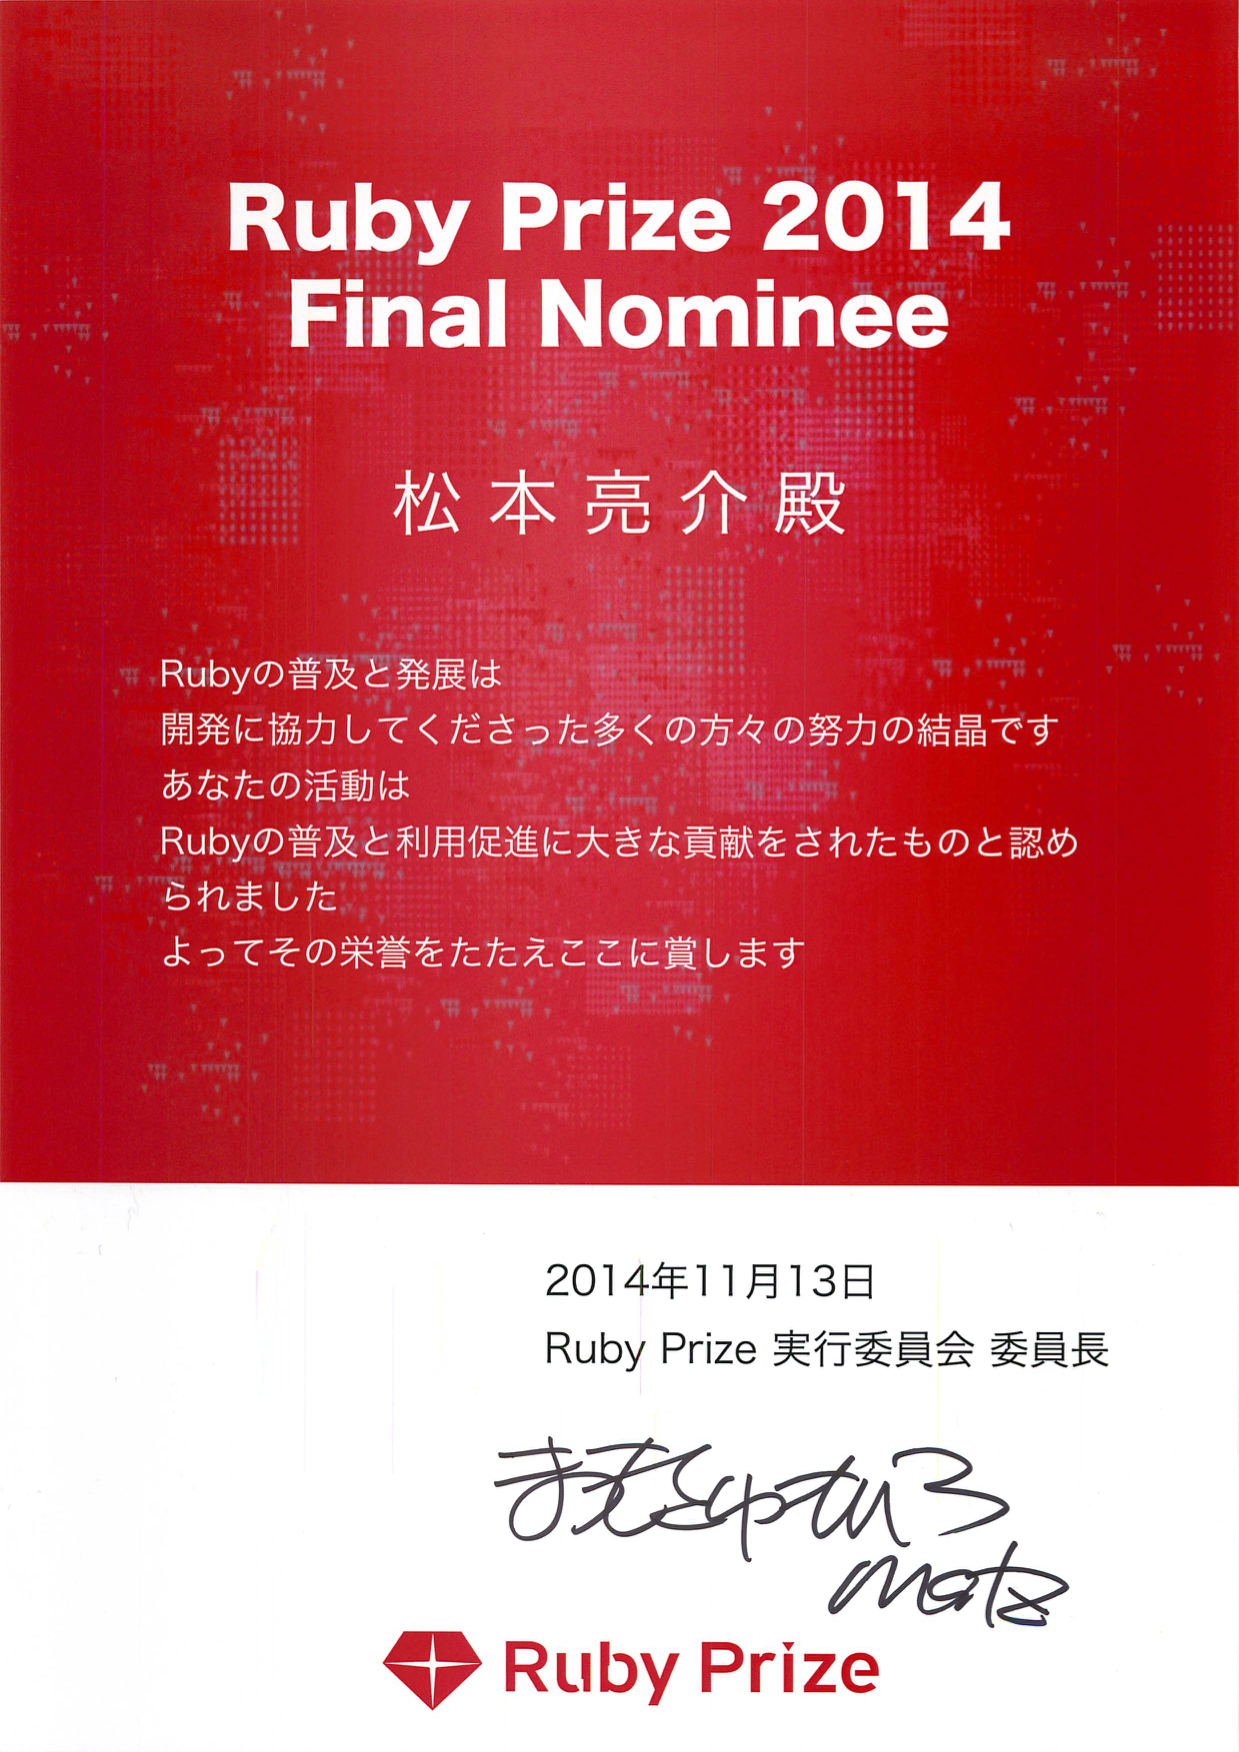 Ruby Prize 2014
Final Nominee
松本亮介殿
Rubyの普及と発展は
開発に協力してくださった多くの方々の努力の結晶です
あなたの活動は
Rubyの普及と利用促進に大きな貢献をされたものと認め
られました
よってその栄誉をたたえここに賞します
2014年11月13日
Ruby Prize 実行委員会 委員長
まつもとゆきひろ
matz
Ruby Prize